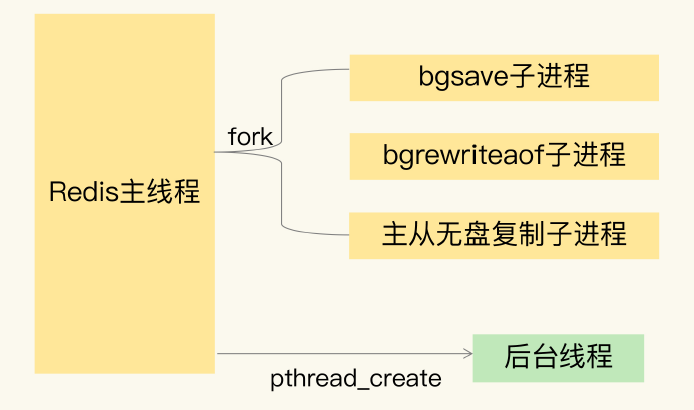 Redis主线程
fork
bgsave子进程
bgrewriteaof子进程
主从无盘复制子进程
pthread_create
后台线程